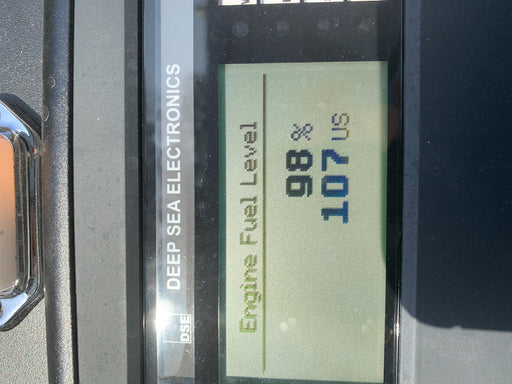 DSE DEEP SEA ELECTRONICS
Engine Fuel Level
98 %
107 US